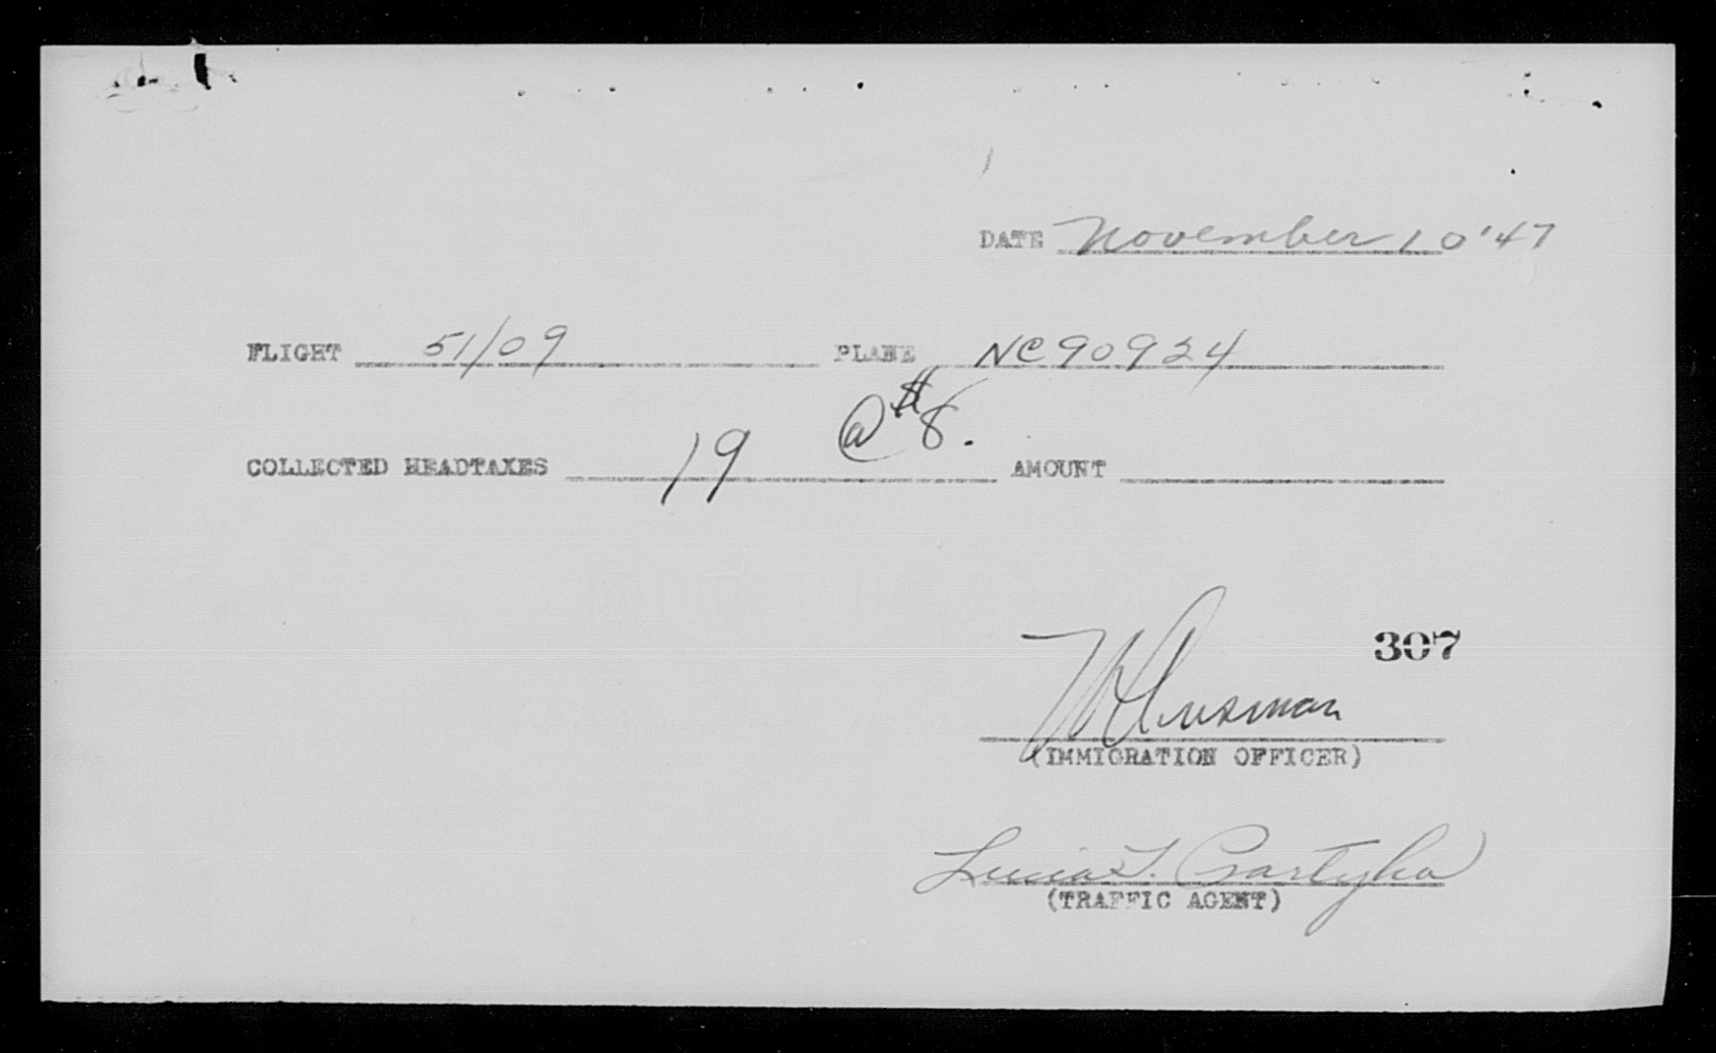 DATE November 10 '47
FLIGHT 51/09 PLANE NC90924
COLLECTED HEADTAXES 19 @ $8. AMOUNT
307
(IMMIGRATION OFFICER)
(TRAFFIC AGENT)